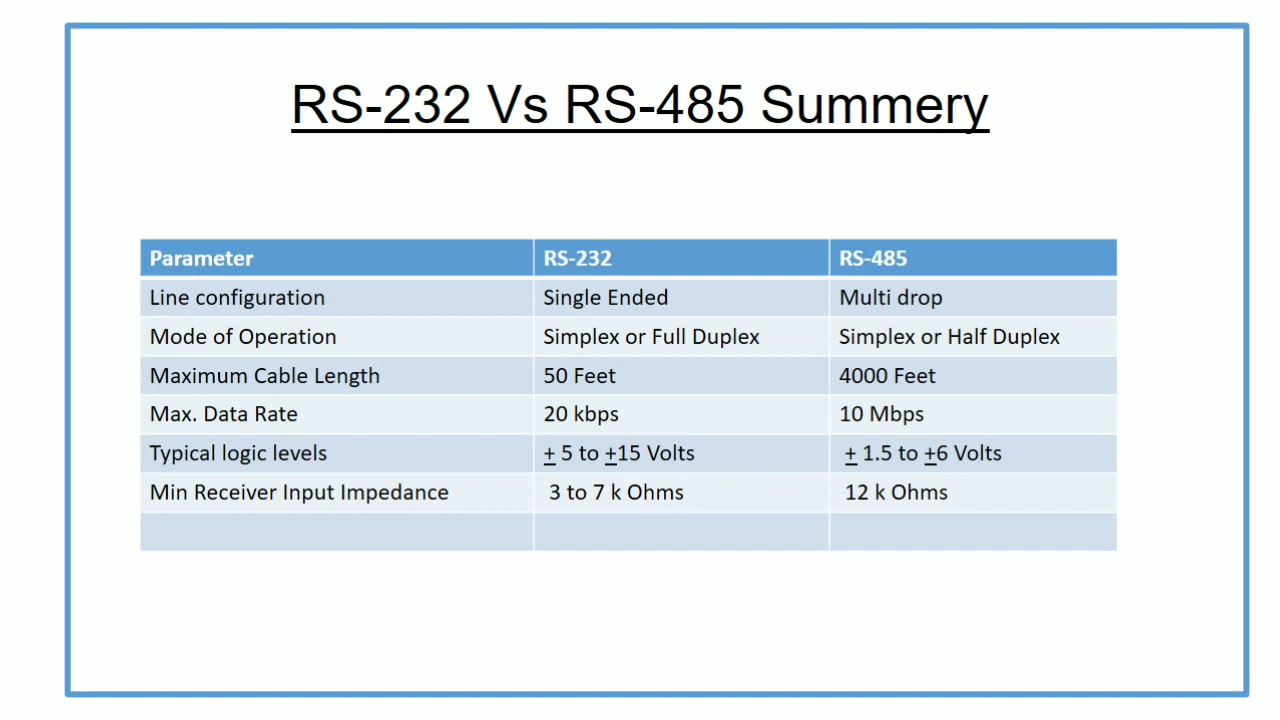 RS-232 Vs RS-485 Summery
Parameter RS-232 RS-485
Line configuration Single Ended Multi drop
Mode of Operation Simplex or Full Duplex Simplex or Half Duplex
Maximum Cable Length 50 Feet 4000 Feet
Max. Data Rate 20 kbps 10 Mbps
Typical logic levels ± 5 to ±15 Volts ± 1.5 to ±6 Volts
Min Receiver Input Impedance 3 to 7 k Ohms 12 k Ohms